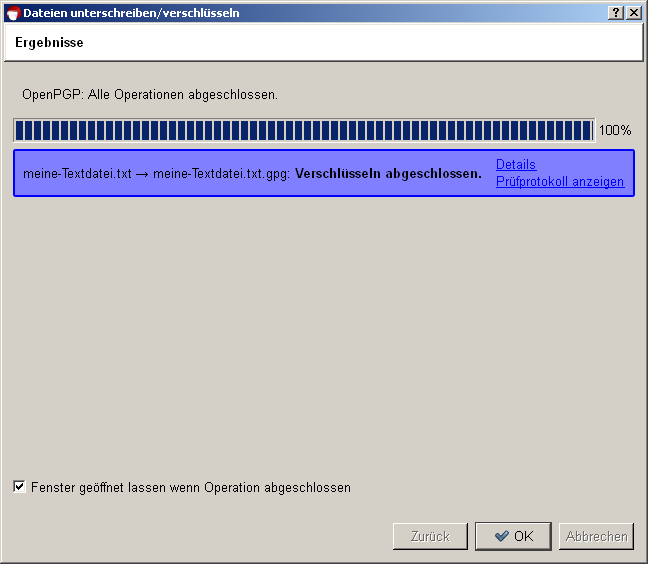 Dateien unterschreiben/verschlüsseln
Ergebnisse
OpenPGP: Alle Operationen abgeschlossen.
100%
meine-Textdatei.txt → meine-Textdatei.txt.gpg: Verschlüsseln abgeschlossen.
Details
Prüfprotokoll anzeigen
Fenster geöffnet lassen wenn Operation abgeschlossen
Zurück
OK
Abbrechen